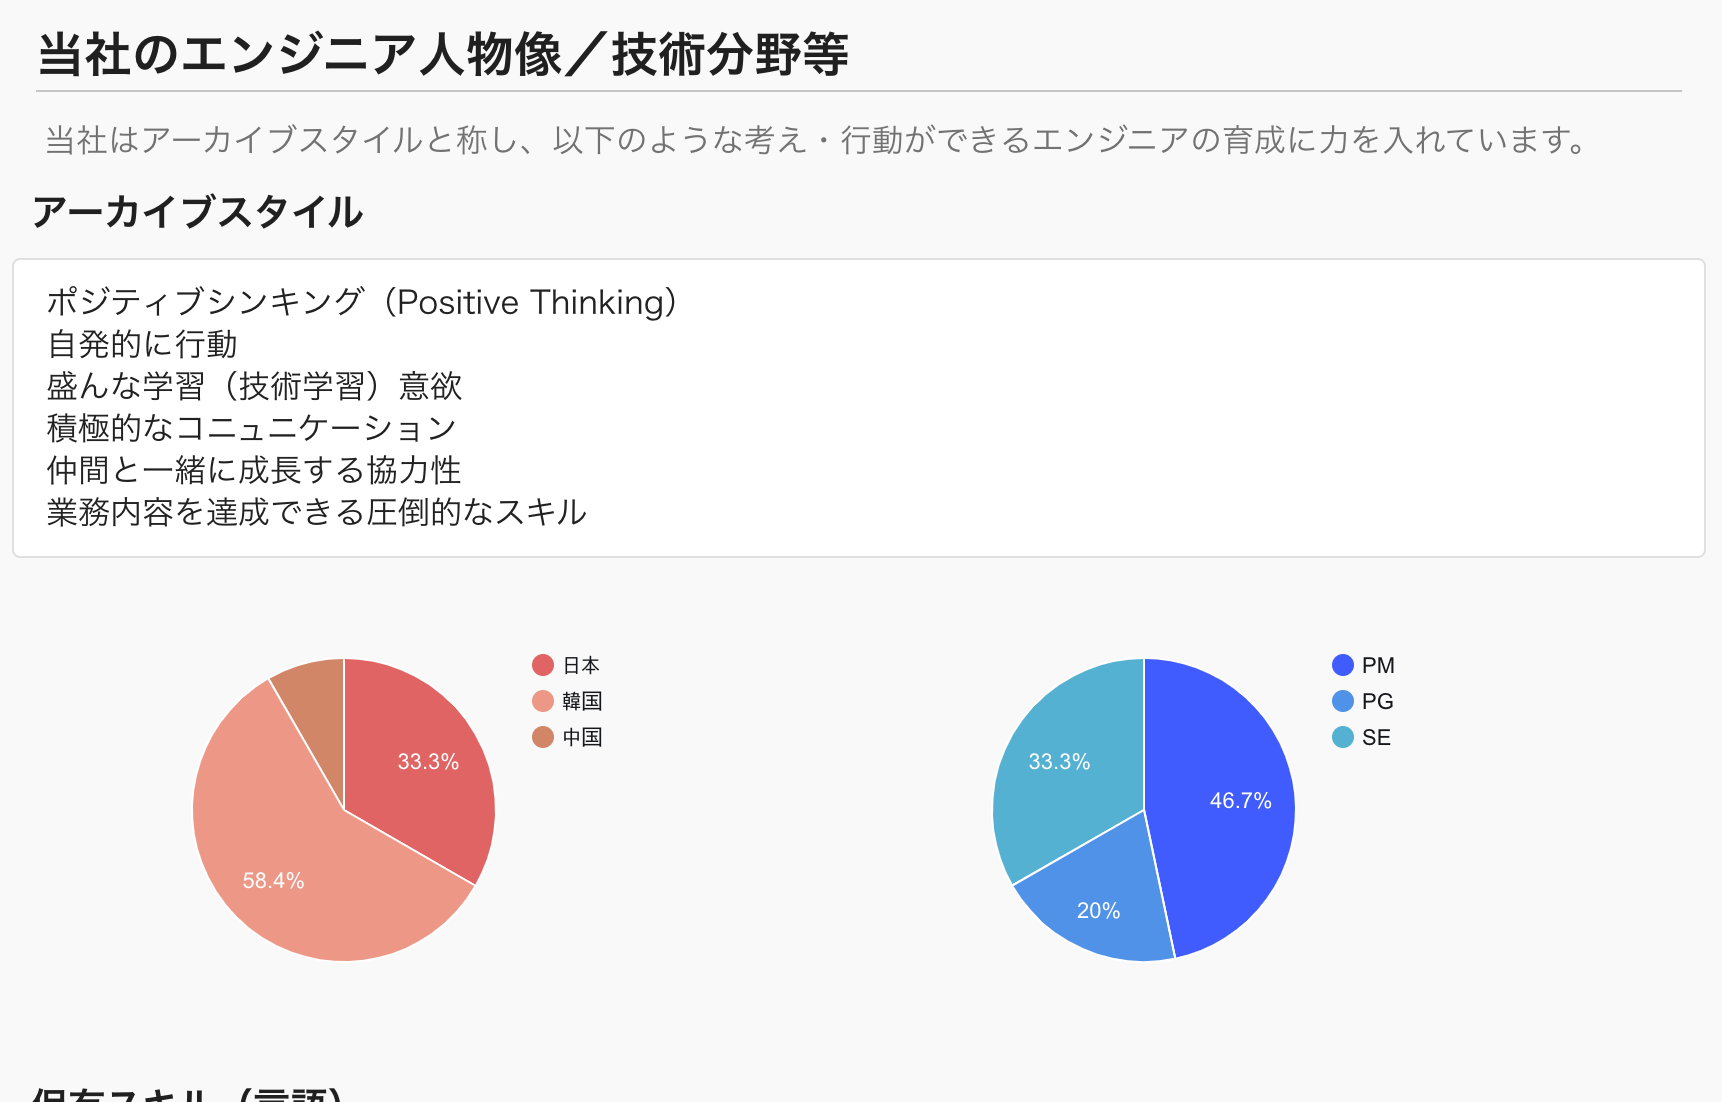 当社のエンジニア人物像／技術分野等
当社はアーカイブスタイルと称し、以下のような考え・行動ができるエンジニアの育成に力を入れています。
アーカイブスタイル
ポジティブシンキング（Positive Thinking）
自発的に行動
盛んな学習（技術学習）意欲
積極的なコニュニケーション
仲間と一緒に成長する協力性
業務内容を達成できる圧倒的なスキル
33.3%
58.4%
日本
韓国
中国
46.7%
20%
33.3%
PM
PG
SE
保有スキル（言語）